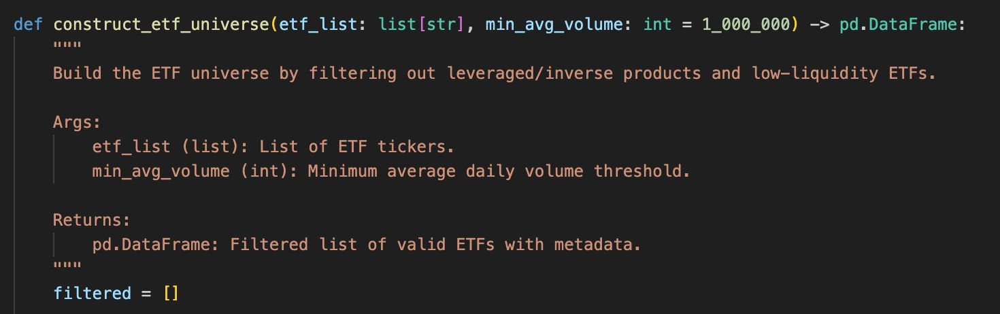 def construct_etf_universe(etf_list: list[str], min_avg_volume: int = 1_000_000) -> pd.DataFrame:
"""
Build the ETF universe by filtering out leveraged/inverse products and low-liquidity ETFs.
Args:
etf_list (list): List of ETF tickers.
min_avg_volume (int): Minimum average daily volume threshold.
Returns:
pd.DataFrame: Filtered list of valid ETFs with metadata.
"""
filtered = []